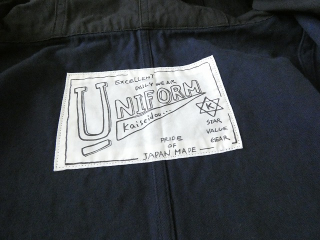 EXCELLENT
DAILY WEAR
UNIFORM
Kaiseidou...
K
STAR
VALUE
GEAR
PRIDE
OF
JAPAN MADE